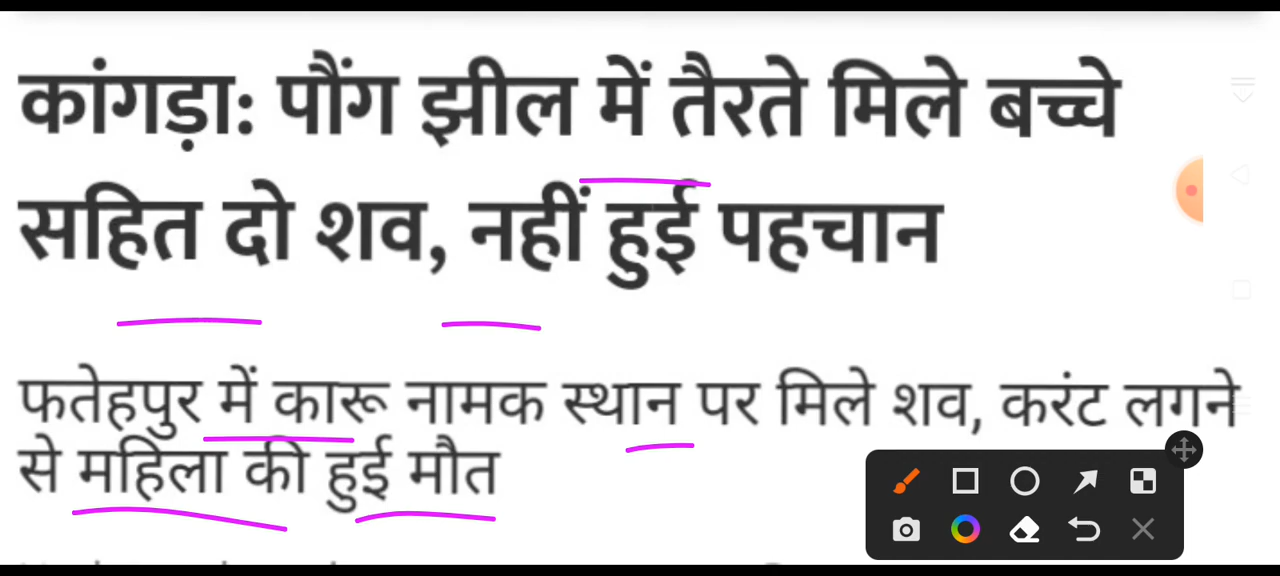 कांगड़ा: पौंग झील में तैरते मिले बच्चे
सहित दो शव, नहीं हुई पहचान
फतेहपुर में कारू नामक स्थान पर मिले शव, करंट लगने
से महिला की हुई मौत